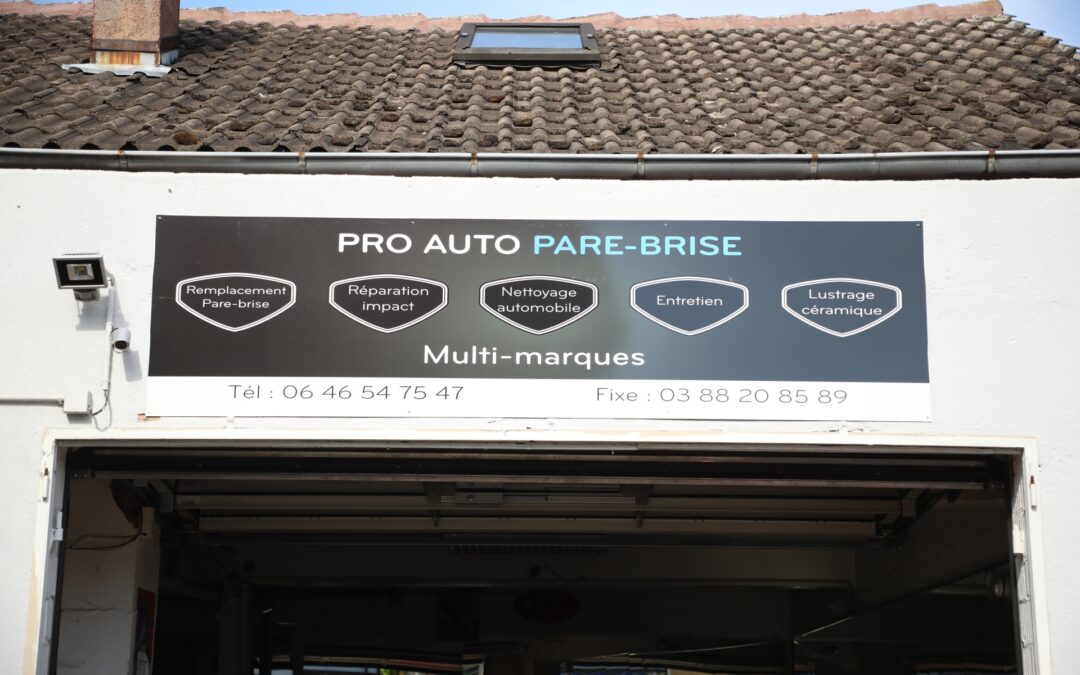 PRO AUTO PARE-BRISE
Remplacement
Pare-brise
Réparation
impact
Nettoyage
automobile
Entretien
Lustrage
céramique
Multi-marques
Tél : 06 46 54 75 47
Fixe : 03 88 20 85 89